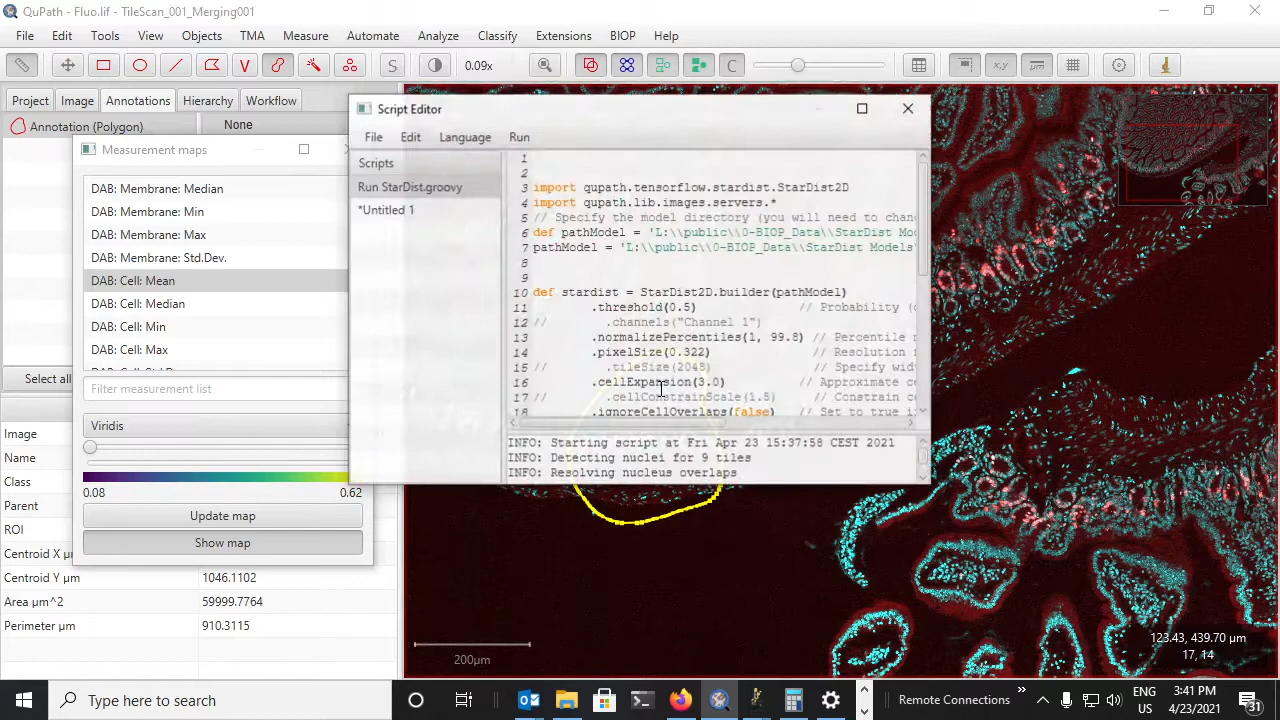 QuPath - Fluo.lif - TileScan_001_Merging001
File Edit Tools View Objects TMA Measure Automate Analyze Classify Extensions BIOP Help
V S 0.09x C x,y
Project Image Annotations Hierarchy Workflow
Annotation (Polygon) None
Measurement maps
DAB: Membrane: Median
DAB: Membrane: Min
DAB: Membrane: Max
DAB: Membrane: Std.Dev.
DAB: Cell: Mean
DAB: Cell: Median
DAB: Cell: Min
DAB: Cell: Max
Select all
Filter measurement list
Viridis
0.08 0.62
Update map
Show map
Image
Name
Class
Parent
ROI
Centroid X µm
Centroid Y µm 1046.1102
Area µm^2 59999.7764
Perimeter µm 910.3115
Script Editor
File Edit Language Run
Scripts
Run StarDist.groovy
*Untitled 1
1
2
3 import qupath.tensorflow.stardist.StarDist2D
4 import qupath.lib.images.servers.*
5 // Specify the model directory (you will need to chan
6 def pathModel = 'L:\\public\\0-BIOP_Data\\StarDist Mo
7 pathModel = 'L:\\public\\0-BIOP_Data\\StarDist Models'
8
9
10 def stardist = StarDist2D.builder(pathModel)
11 .threshold(0.5) // Probability (
12 // .channels("Channel 1")
13 .normalizePercentiles(1, 99.8) // Percentile
14 .pixelSize(0.322) // Resolution
15 // .tileSize(2048) // Specify wid
16 .cellExpansion(3.0) // Approximate ce
17 // .cellConstrainScale(1.5) // Constrain c
18 .ignoreCellOverlaps(false) // Set to true i
INFO: Starting script at Fri Apr 23 15:37:58 CEST 2021
INFO: Detecting nuclei for 9 tiles
INFO: Resolving nucleus overlaps
200µm
123.43, 439.70 µm
17, 14
Type here to search
Remote Connections
»
ENG
US
3:41 PM
4/23/2021
31